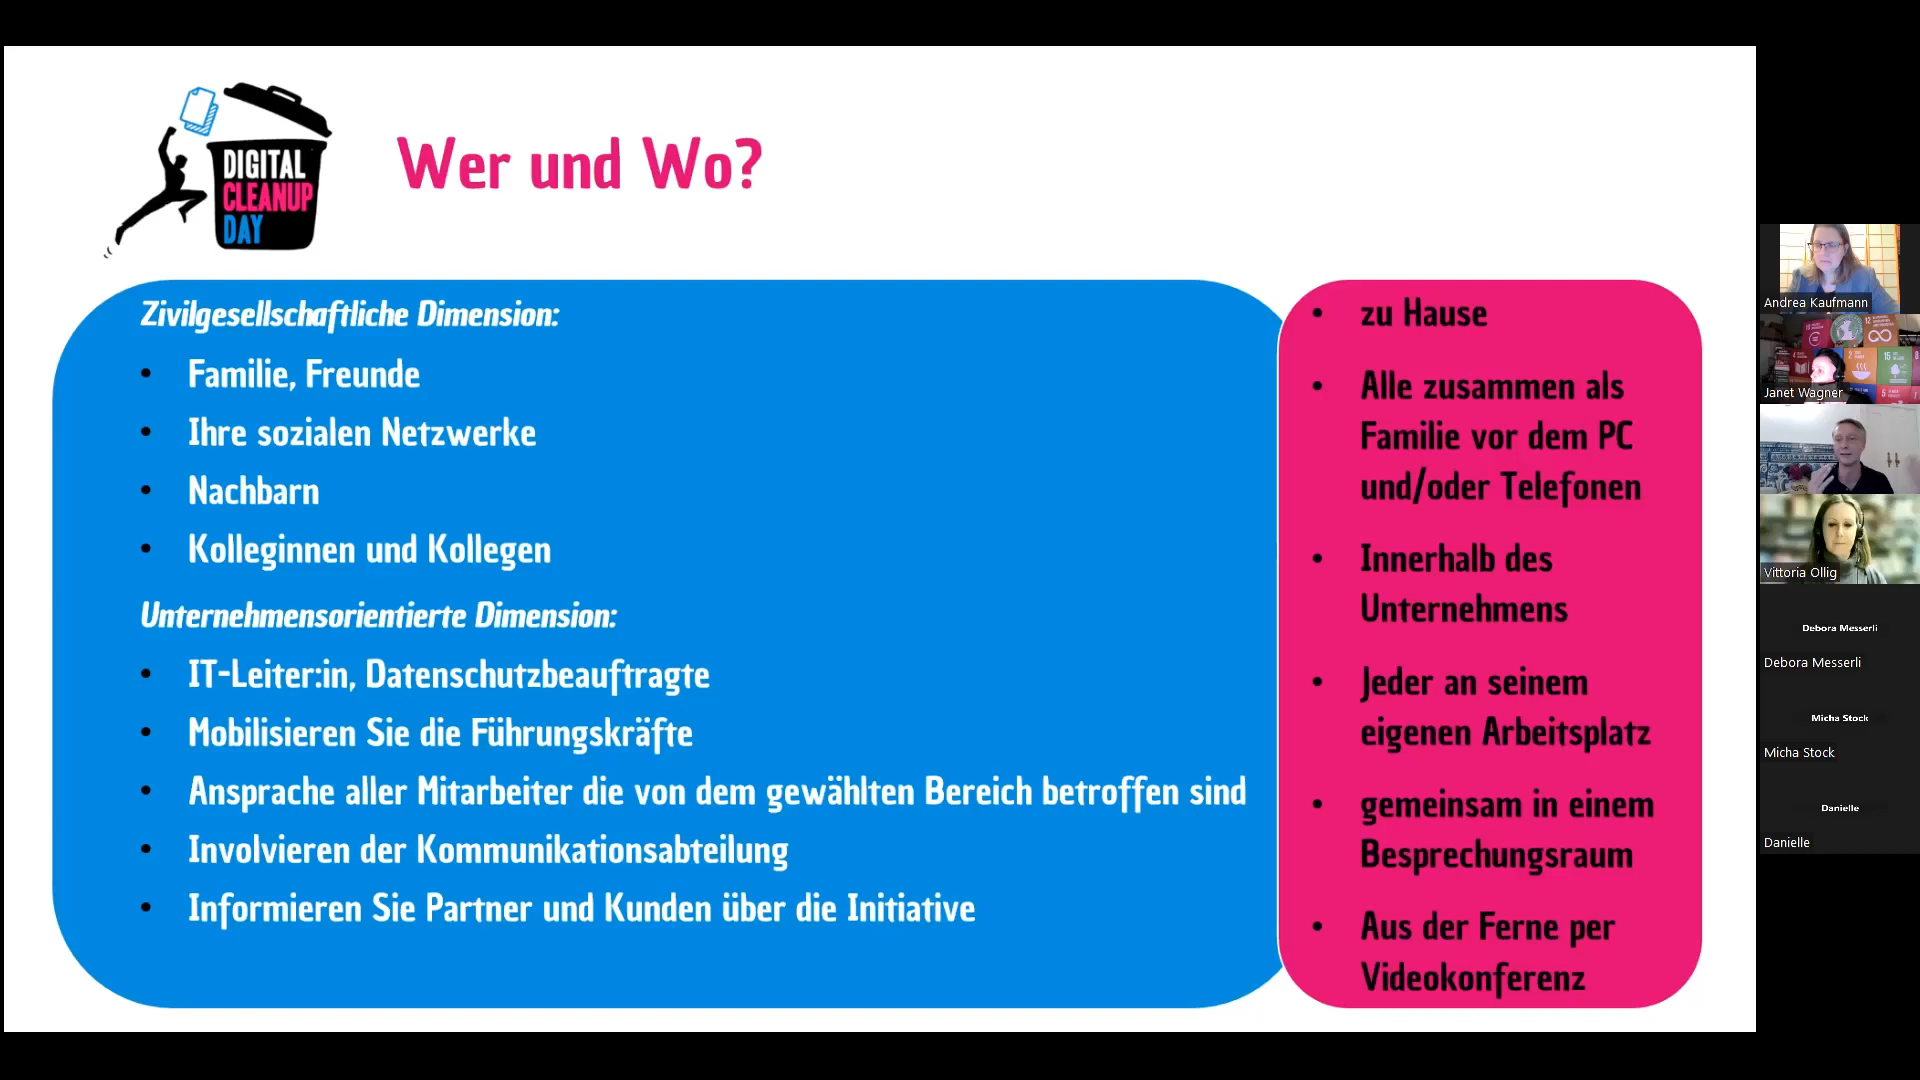 DIGITAL
CLEANUP
DAY
Wer und Wo?
Zivilgesellschaftliche Dimension:
• Familie, Freunde
• Ihre sozialen Netzwerke
• Nachbarn
• Kolleginnen und Kollegen
Unternehmensorientierte Dimension:
• IT-Leiter:in, Datenschutzbeauftragte
• Mobilisieren Sie die Führungskräfte
• Ansprache aller Mitarbeiter die von dem gewählten Bereich betroffen sind
• Involvieren der Kommunikationsabteilung
• Informieren Sie Partner und Kunden über die Initiative
• zu Hause
• Alle zusammen als
Familie vor dem PC
und/oder Telefonen
• Innerhalb des
Unternehmens
• Jeder an seinem
eigenen Arbeitsplatz
• gemeinsam in einem
Besprechungsraum
• Aus der Ferne per
Videokonferenz
Andrea Kaufmann
Janet Wagner
Vittoria Ollig
Debora Messerli
Debora Messerli
Micha Stock
Micha Stock
Danielle
Danielle